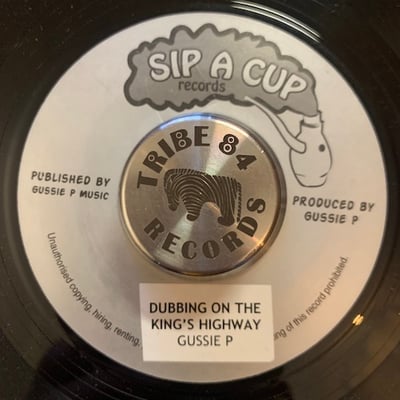 SIP A CUP
records
TRIBE 84
RECORDS
PUBLISHED BY
GUSSIE P MUSIC
PRODUCED BY
GUSSIE P
Unauthorised copying, hiring, renting,
ing of this record prohibited.
DUBBING ON THE
KING'S HIGHWAY
GUSSIE P